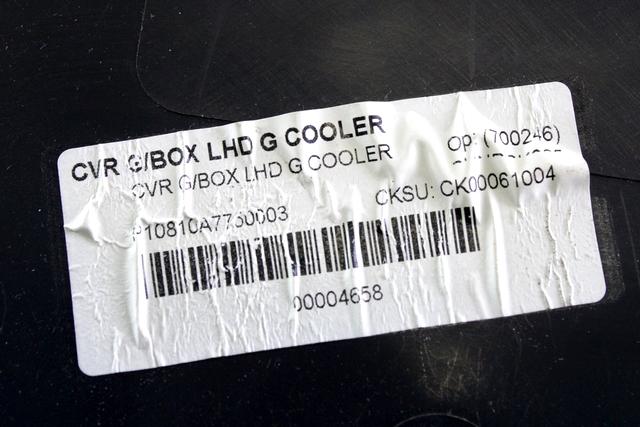 CVR G/BOX LHD G COOLER
CVR G/BOX LHD G COOLER
Op: (700246)
CKSU: CK00061004
P10810A7750003
00004658